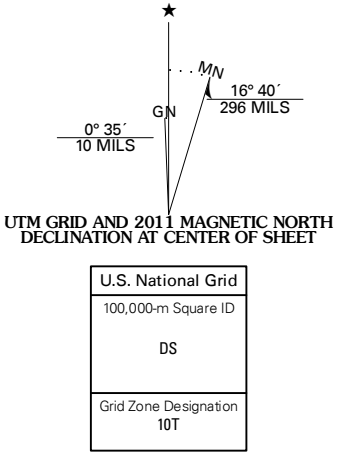 ★
MN
16° 40´
296 MILS
GN
0° 35´
10 MILS
UTM GRID AND 2011 MAGNETIC NORTH
DECLINATION AT CENTER OF SHEET
U.S. National Grid
100,000-m Square ID
DS
Grid Zone Designation
10T